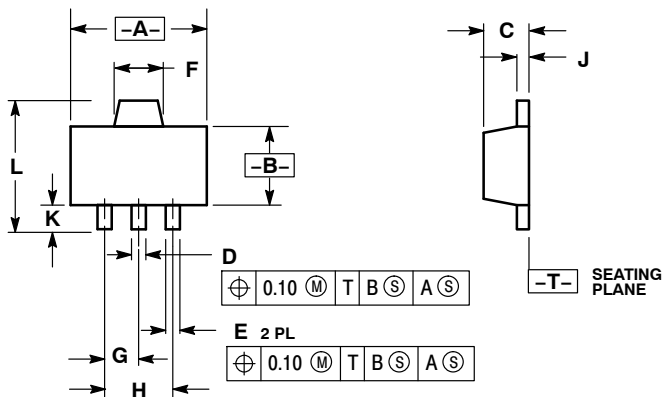 –A–
C
F
J
L
–B–
K
D
⌖ 0.10 Ⓜ T B Ⓢ A Ⓢ
–T– SEATING
PLANE
E 2 PL
G
⌖ 0.10 Ⓜ T B Ⓢ A Ⓢ
H